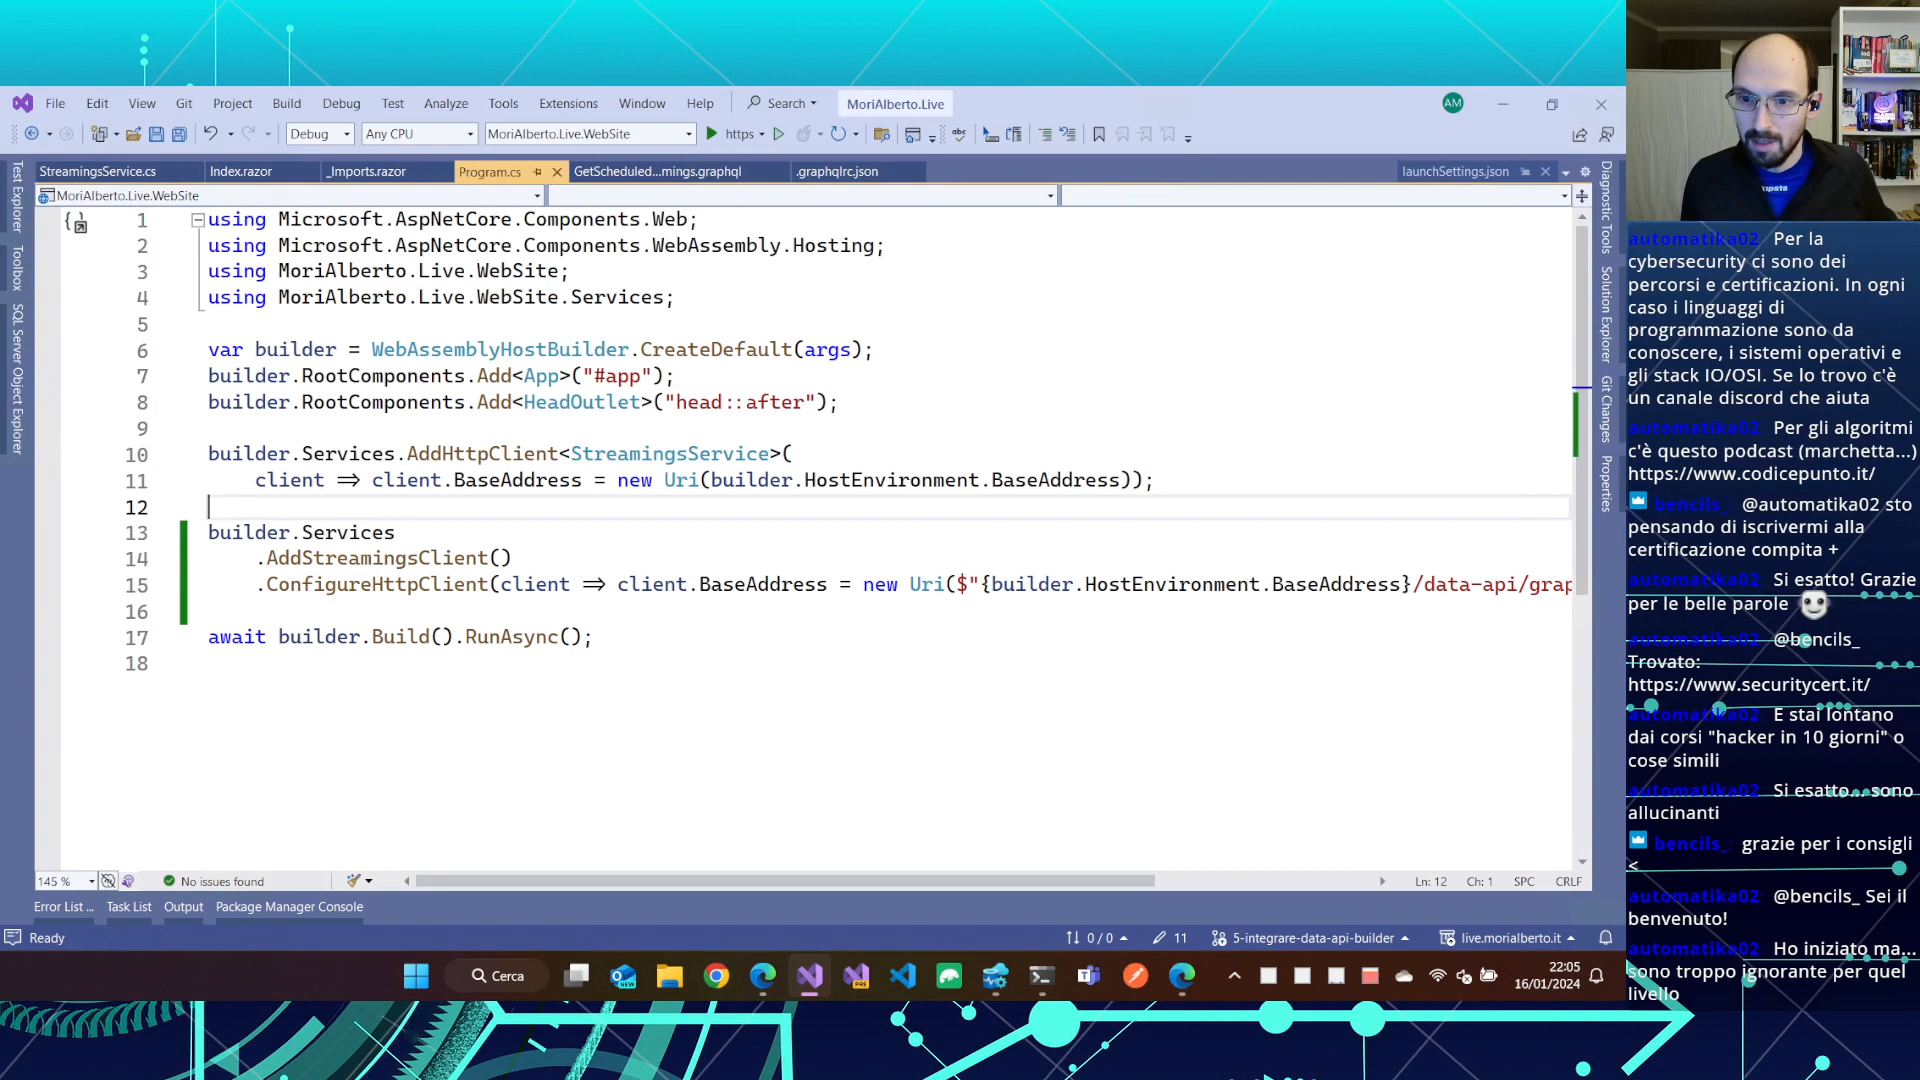 File Edit View Git Project Build Debug Test Analyze Tools Extensions Window Help Search MoriAlberto.Live AM
Debug Any CPU MoriAlberto.Live.WebSite https
StreamingsService.cs Index.razor _Imports.razor Program.cs GetScheduled...mings.graphql .graphqlrc.json launchSettings.json
MoriAlberto.Live.WebSite
Test Explorer
Toolbox
SQL Server Object Explorer
1 using Microsoft.AspNetCore.Components.Web;
2 using Microsoft.AspNetCore.Components.WebAssembly.Hosting;
3 using MoriAlberto.Live.WebSite;
4 using MoriAlberto.Live.WebSite.Services;
5
6 var builder = WebAssemblyHostBuilder.CreateDefault(args);
7 builder.RootComponents.Add<App>("#app");
8 builder.RootComponents.Add<HeadOutlet>("head::after");
9
10 builder.Services.AddHttpClient<StreamingsService>(
11 client => client.BaseAddress = new Uri(builder.HostEnvironment.BaseAddress));
12
13 builder.Services
14 .AddStreamingsClient()
15 .ConfigureHttpClient(client => client.BaseAddress = new Uri($"{builder.HostEnvironment.BaseAddress}/data-api/grap
16
17 await builder.Build().RunAsync();
18
Diagnostic Tools
Solution Explorer
Git Changes
Properties
145 % No issues found Ln: 12 Ch: 1 SPC CRLF
Error List ... Task List Output Package Manager Console
Ready 0 / 0 11 5-integrare-data-api-builder live.morialberto.it
Cerca 22:05
16/01/2024
automatika02 Per la
cybersecurity ci sono dei
percorsi e certificazioni. In ogni
caso i linguaggi di
programmazione sono da
conoscere, i sistemi operativi e
gli stack IO/OSI. Se lo trovo c'è
un canale discord che aiuta
automatika02 Per gli algoritmi
c'è questo podcast (marchetta...)
https://www.codicepunto.it/
bencils_: @automatika02 sto
pensando di iscrivermi alla
certificazione compita +
automatika02 Si esatto! Grazie
per le belle parole
automatika02 @bencils_
Trovato:
https://www.securitycert.it/
automatika02 E stai lontano
dai corsi "hacker in 10 giorni" o
cose simili
automatika02 Si esatto... sono
allucinanti
bencils_: grazie per i consigli
<
automatika02 @bencils_ Sei il
benvenuto!
automatika02 Ho iniziato ma...
sono troppo ignorante per quel
livello